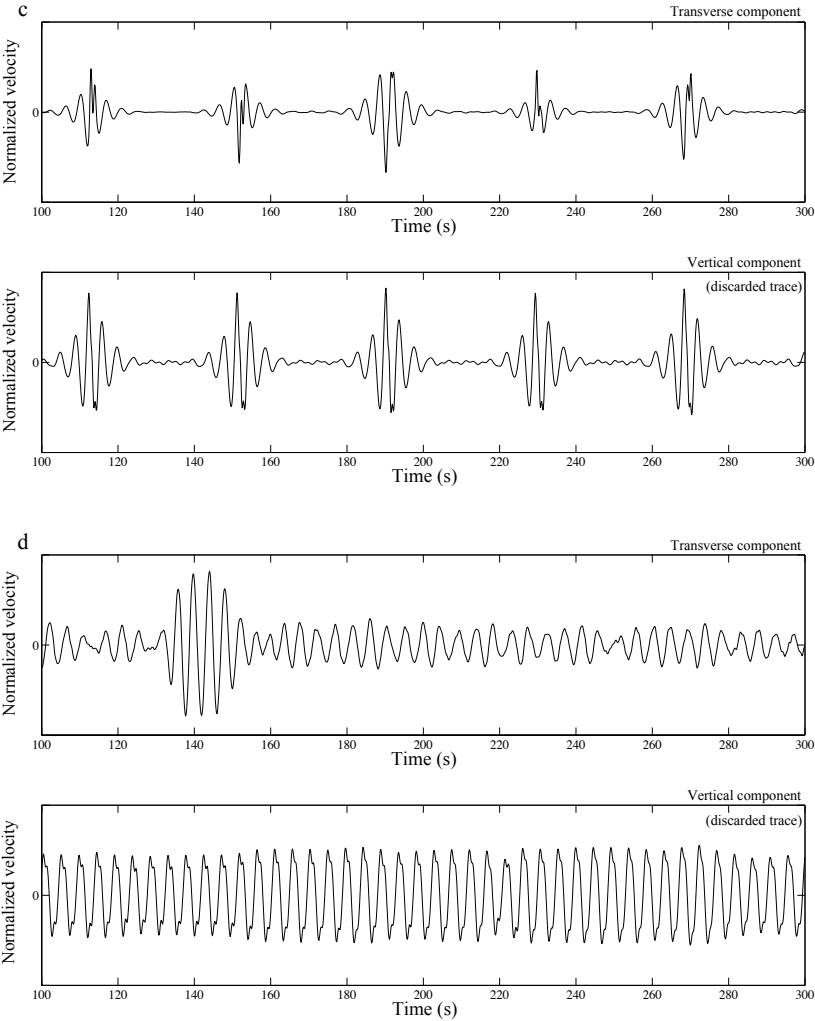 c
Transverse component
Normalized velocity
0
100 120 140 160 180 200 220 240 260 280 300
Time (s)
Vertical component
(discarded trace)
Normalized velocity
0
100 120 140 160 180 200 220 240 260 280 300
Time (s)
d
Transverse component
Normalized velocity
0
100 120 140 160 180 200 220 240 260 280 300
Time (s)
Vertical component
(discarded trace)
Normalized velocity
0
100 120 140 160 180 200 220 240 260 280 300
Time (s)